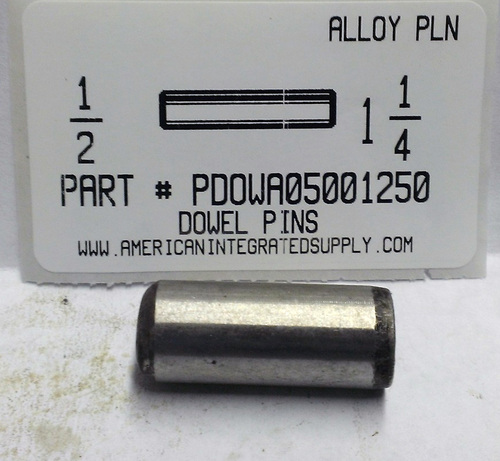 ALLOY PLN
1/2
1 1/4
PART # PDOWA05001250
DOWEL PINS
WWW.AMERICANINTEGRATEDSUPPLY.COM